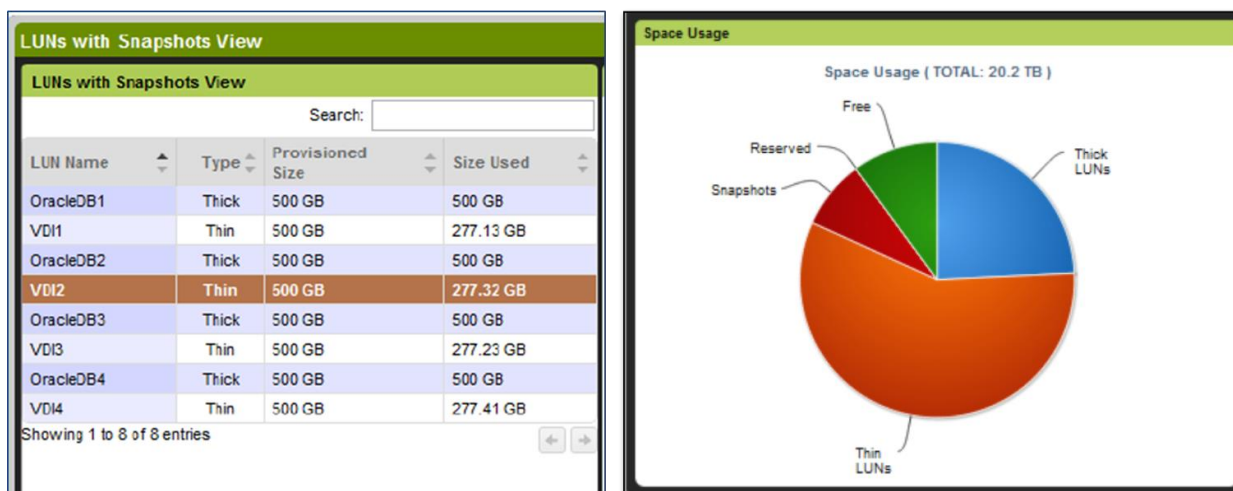 LUNs with Snapshots View
LUNs with Snapshots View
Search:
LUN Name Type Provisioned Size Size Used
OracleDB1 Thick 500 GB 500 GB
VDI1 Thin 500 GB 277.13 GB
OracleDB2 Thick 500 GB 500 GB
VDI2 Thin 500 GB 277.32 GB
OracleDB3 Thick 500 GB 500 GB
VDI3 Thin 500 GB 277.23 GB
OracleDB4 Thick 500 GB 500 GB
VDI4 Thin 500 GB 277.41 GB
Showing 1 to 8 of 8 entries
Space Usage
Space Usage ( TOTAL: 20.2 TB )
Free
Reserved
Snapshots
Thick
LUNs
Thin
LUNs